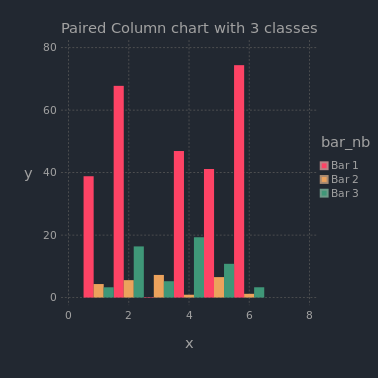 Paired Column chart with 3 classes
80
60
40
20
0
y
0 2 4 6 8
x
bar_nb
Bar 1
Bar 2
Bar 3